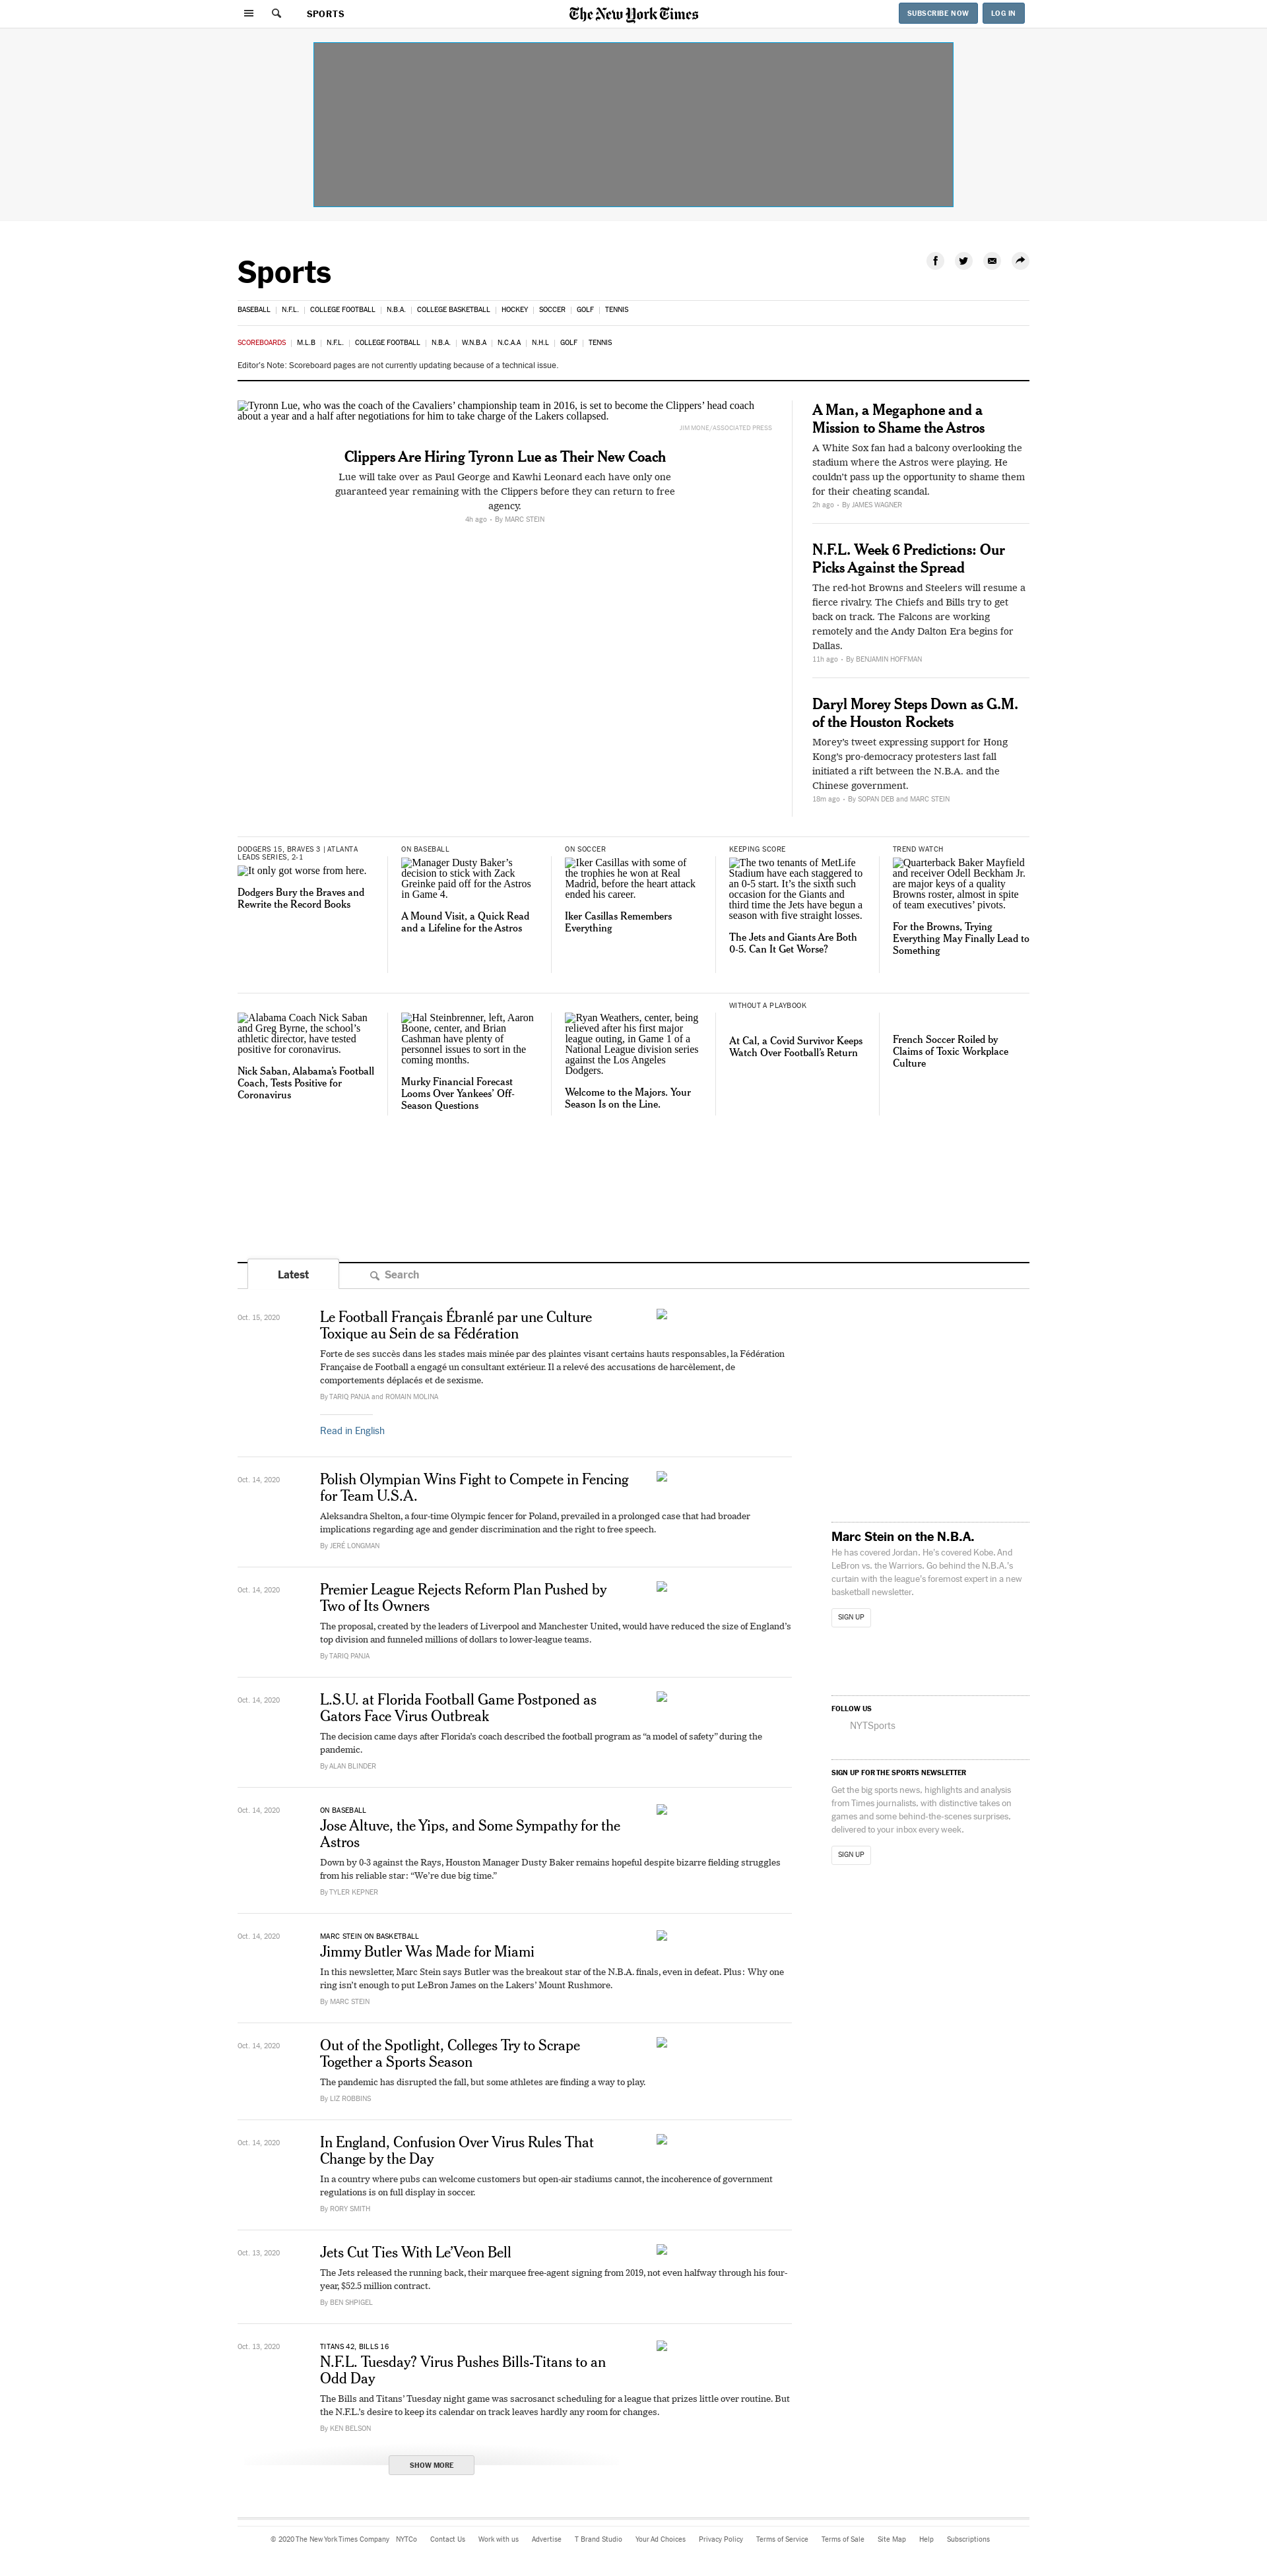 SPORTS
The New York Times
SUBSCRIBE NOW
LOG IN
Sports
BASEBALL | N.F.L. | COLLEGE FOOTBALL | N.B.A. | COLLEGE BASKETBALL | HOCKEY | SOCCER | GOLF | TENNIS
SCOREBOARDS | M.L.B | N.F.L. | COLLEGE FOOTBALL | N.B.A. | W.N.B.A | N.C.A.A | N.H.L | GOLF | TENNIS
Editor's Note: Scoreboard pages are not currently updating because of a technical issue.
Tyronn Lue, who was the coach of the Cavaliers' championship team in 2016, is set to become the Clippers' head coach
about a year and a half after negotiations for him to take charge of the Lakers collapsed.
JIM MONE/ASSOCIATED PRESS
Clippers Are Hiring Tyronn Lue as Their New Coach
Lue will take over as Paul George and Kawhi Leonard each have only one
guaranteed year remaining with the Clippers before they can return to free
agency.
4h ago - By MARC STEIN
A Man, a Megaphone and a
Mission to Shame the Astros
A White Sox fan had a balcony overlooking the
stadium where the Astros were playing. He
couldn't pass up the opportunity to shame them
for their cheating scandal.
2h ago - By JAMES WAGNER
N.F.L. Week 6 Predictions: Our
Picks Against the Spread
The red-hot Browns and Steelers will resume a
fierce rivalry. The Chiefs and Bills try to get
back on track. The Falcons are working
remotely and the Andy Dalton Era begins for
Dallas.
11h ago - By BENJAMIN HOFFMAN
Daryl Morey Steps Down as G.M.
of the Houston Rockets
Morey's tweet expressing support for Hong
Kong's pro-democracy protesters last fall
initiated a rift between the N.B.A. and the
Chinese government.
18m ago - By SOPAN DEB and MARC STEIN
DODGERS 15, BRAVES 3 | ATLANTA
LEADS SERIES, 2-1
It only got worse from here.
Dodgers Bury the Braves and
Rewrite the Record Books
ON BASEBALL
Manager Dusty Baker's
decision to stick with Zack
Greinke paid off for the Astros
in Game 4.
A Mound Visit, a Quick Read
and a Lifeline for the Astros
ON SOCCER
Iker Casillas with some of
the trophies he won at Real
Madrid, before the heart attack
ended his career.
Iker Casillas Remembers
Everything
KEEPING SCORE
The two tenants of MetLife
Stadium have each staggered to
an 0-5 start. It's the sixth such
occasion for the Giants and
third time the Jets have begun a
season with five straight losses.
The Jets and Giants Are Both
0-5. Can It Get Worse?
TREND WATCH
Quarterback Baker Mayfield
and receiver Odell Beckham Jr.
are major keys of a quality
Browns roster, almost in spite
of team executives' pivots.
For the Browns, Trying
Everything May Finally Lead to
Something
Alabama Coach Nick Saban
and Greg Byrne, the school's
athletic director, have tested
positive for coronavirus.
Nick Saban, Alabama's Football
Coach, Tests Positive for
Coronavirus
Hal Steinbrenner, left, Aaron
Boone, center, and Brian
Cashman have plenty of
personnel issues to sort in the
coming months.
Murky Financial Forecast
Looms Over Yankees' Off-
Season Questions
Ryan Weathers, center, being
relieved after his first major
league outing, in Game 1 of a
National League division series
against the Los Angeles
Dodgers.
Welcome to the Majors. Your
Season Is on the Line.
WITHOUT A PLAYBOOK
At Cal, a Covid Survivor Keeps
Watch Over Football's Return
French Soccer Roiled by
Claims of Toxic Workplace
Culture
Latest
Search
Oct. 15, 2020
Le Football Français Ébranlé par une Culture
Toxique au Sein de sa Fédération
Forte de ses succès dans les stades mais minée par des plaintes visant certains hauts responsables, la Fédération
Française de Football a engagé un consultant extérieur. Il a relevé des accusations de harcèlement, de
comportements déplacés et de sexisme.
By TARIQ PANJA and ROMAIN MOLINA
Read in English
Oct. 14, 2020
Polish Olympian Wins Fight to Compete in Fencing
for Team U.S.A.
Aleksandra Shelton, a four-time Olympic fencer for Poland, prevailed in a prolonged case that had broader
implications regarding age and gender discrimination and the right to free speech.
By JERÉ LONGMAN
Oct. 14, 2020
Premier League Rejects Reform Plan Pushed by
Two of Its Owners
The proposal, created by the leaders of Liverpool and Manchester United, would have reduced the size of England's
top division and funneled millions of dollars to lower-league teams.
By TARIQ PANJA
Oct. 14, 2020
L.S.U. at Florida Football Game Postponed as
Gators Face Virus Outbreak
The decision came days after Florida's coach described the football program as "a model of safety" during the
pandemic.
By ALAN BLINDER
Oct. 14, 2020
ON BASEBALL
Jose Altuve, the Yips, and Some Sympathy for the
Astros
Down by 0-3 against the Rays, Houston Manager Dusty Baker remains hopeful despite bizarre fielding struggles
from his reliable star: "We're due big time."
By TYLER KEPNER
Oct. 14, 2020
MARC STEIN ON BASKETBALL
Jimmy Butler Was Made for Miami
In this newsletter, Marc Stein says Butler was the breakout star of the N.B.A. finals, even in defeat. Plus: Why one
ring isn't enough to put LeBron James on the Lakers' Mount Rushmore.
By MARC STEIN
Oct. 14, 2020
Out of the Spotlight, Colleges Try to Scrape
Together a Sports Season
The pandemic has disrupted the fall, but some athletes are finding a way to play.
By LIZ ROBBINS
Oct. 14, 2020
In England, Confusion Over Virus Rules That
Change by the Day
In a country where pubs can welcome customers but open-air stadiums cannot, the incoherence of government
regulations is on full display in soccer.
By RORY SMITH
Oct. 13, 2020
Jets Cut Ties With Le'Veon Bell
The Jets released the running back, their marquee free-agent signing from 2019, not even halfway through his four-
year, $52.5 million contract.
By BEN SHPIGEL
Oct. 13, 2020
TITANS 42, BILLS 16
N.F.L. Tuesday? Virus Pushes Bills-Titans to an
Odd Day
The Bills and Titans' Tuesday night game was sacrosanct scheduling for a league that prizes little over routine. But
the N.F.L.'s desire to keep its calendar on track leaves hardly any room for changes.
By KEN BELSON
SHOW MORE
Marc Stein on the N.B.A.
He has covered Jordan. He's covered Kobe. And
LeBron vs. the Warriors. Go behind the N.B.A.'s
curtain with the league's foremost expert in a new
basketball newsletter.
SIGN UP
FOLLOW US
NYTSports
SIGN UP FOR THE SPORTS NEWSLETTER
Get the big sports news, highlights and analysis
from Times journalists, with distinctive takes on
games and some behind-the-scenes surprises,
delivered to your inbox every week.
SIGN UP
© 2020 The New York Times Company NYTCo Contact Us Work with us Advertise T Brand Studio Your Ad Choices Privacy Policy Terms of Service Terms of Sale Site Map Help Subscriptions